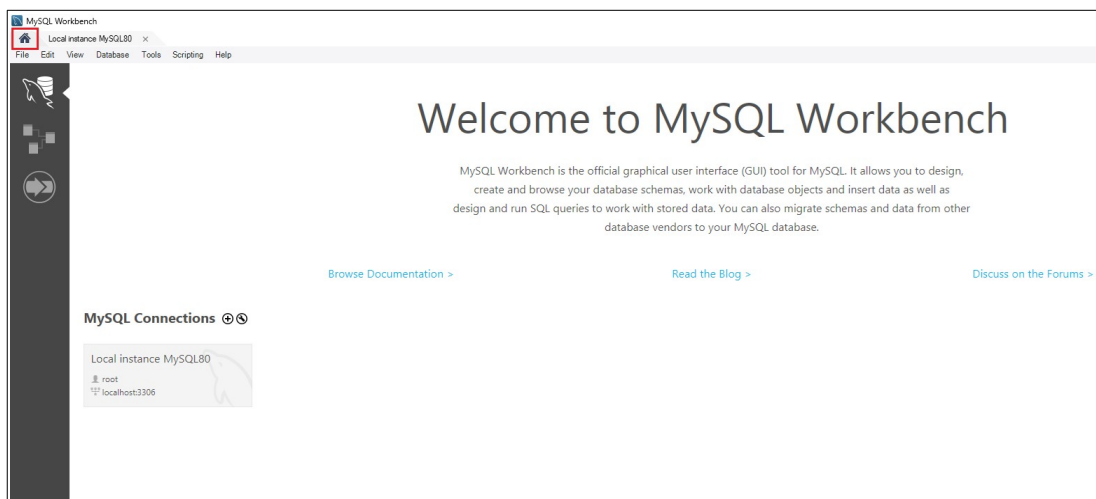 MySQL Workbench
Local instance MySQL80 ×
File Edit View Database Tools Scripting Help
Welcome to MySQL Workbench
MySQL Workbench is the official graphical user interface (GUI) tool for MySQL. It allows you to design,
create and browse your database schemas, work with database objects and insert data as well as
design and run SQL queries to work with stored data. You can also migrate schemas and data from other
database vendors to your MySQL database.
Browse Documentation >
Read the Blog >
Discuss on the Forums >
MySQL Connections
Local instance MySQL80
root
localhost:3306